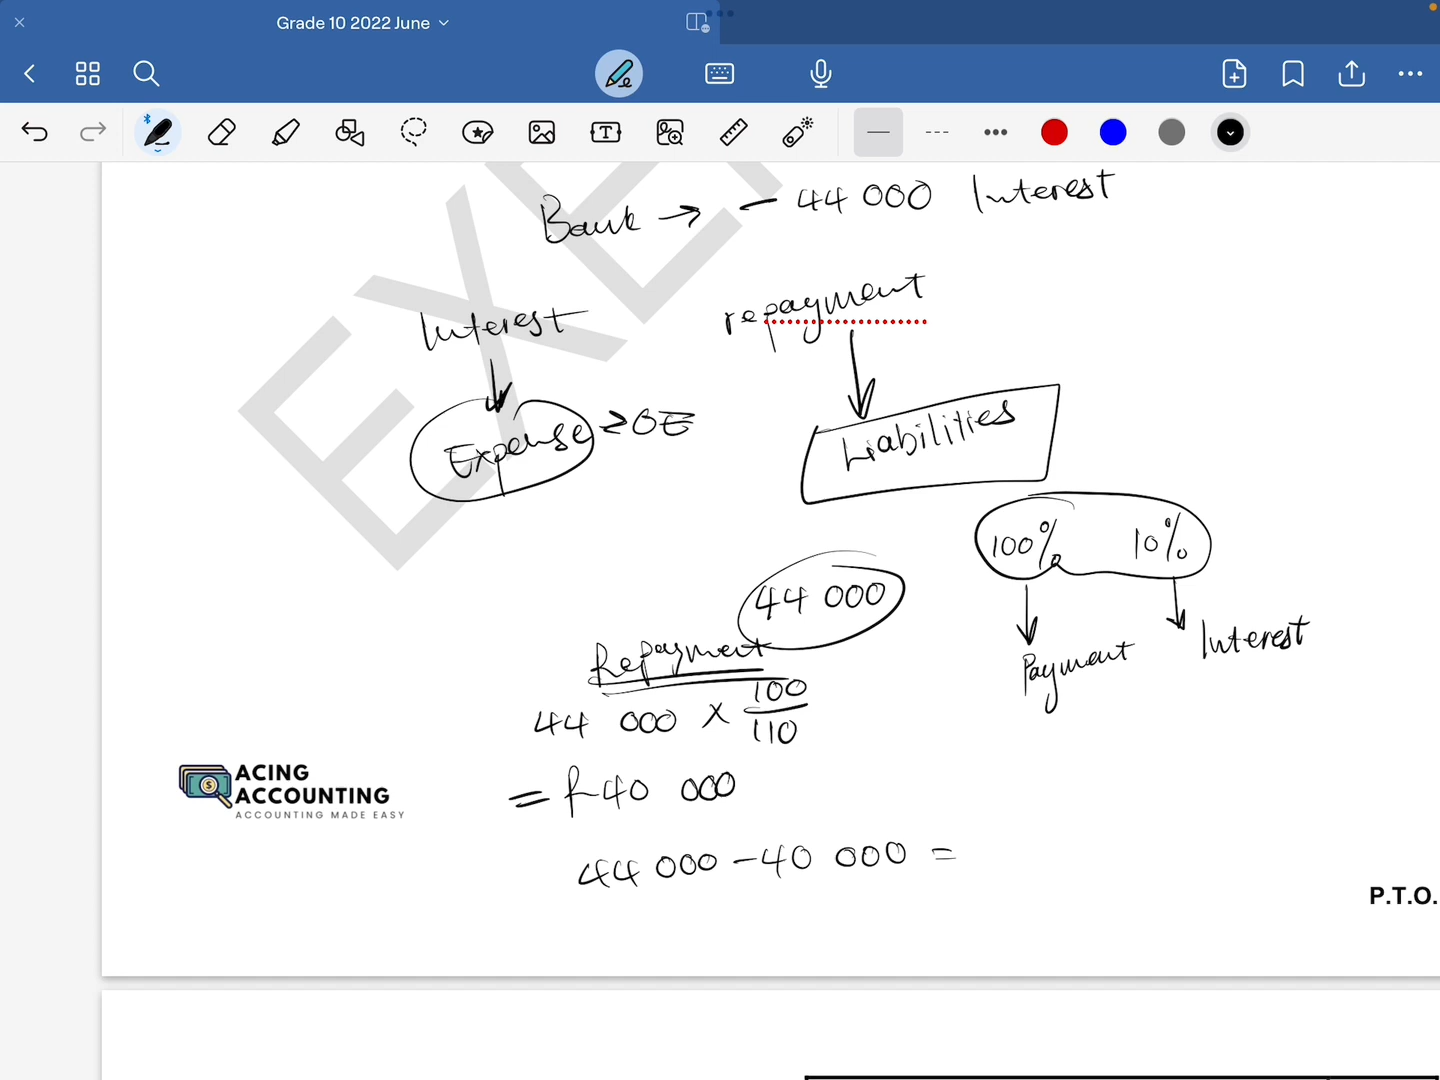 Grade 10 2022 June
Bank → - 44 000 Interest
Interest repayment
Expense ≥OE Liabilities
100% 10%
44 000
Payment Interest
Repayment
44 000 × 100/110
= R40 000
44 000 - 40 000 =
ACING
ACCOUNTING
ACCOUNTING MADE EASY
P.T.O.
EXE